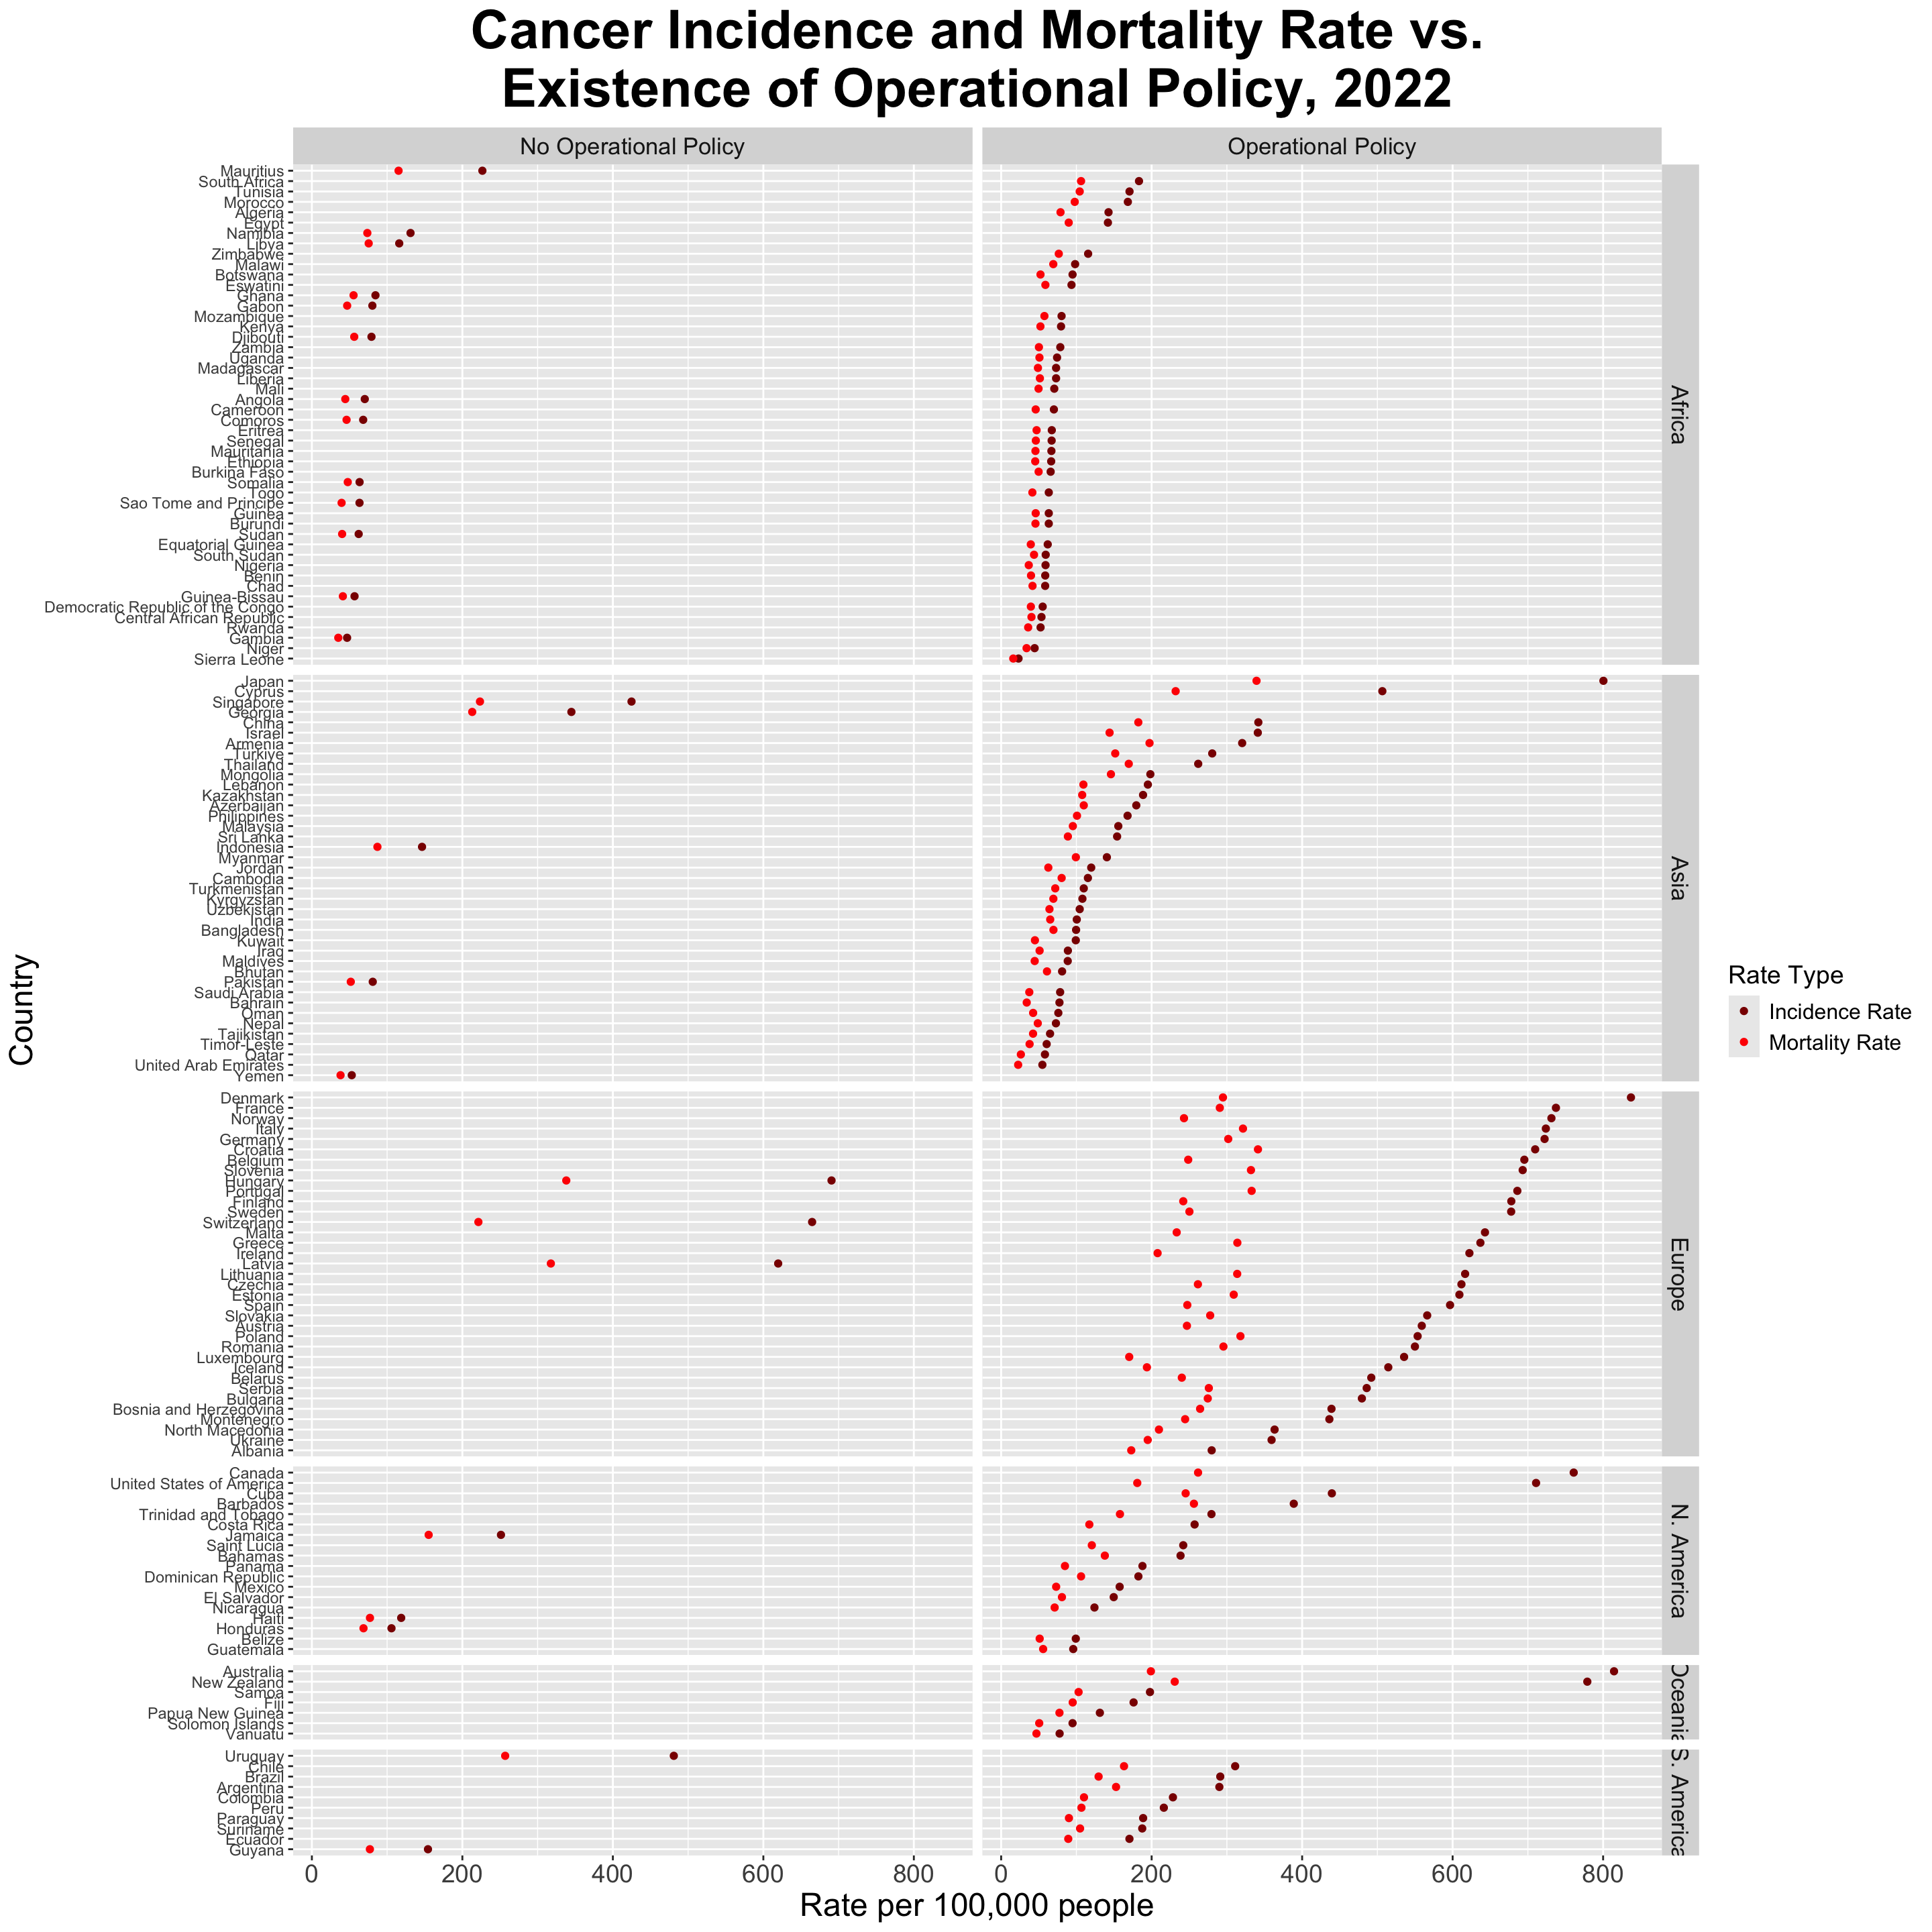 Cancer Incidence and Mortality Rate vs.
Existence of Operational Policy, 2022
No Operational Policy
Operational Policy
Mauritius
South Africa
Tunisia
Morocco
Algeria
Egypt
Namibia
Libya
Zimbabwe
Malawi
Botswana
Eswatini
Ghana
Gabon
Mozambique
Kenya
Djibouti
Zambia
Uganda
Madagascar
Liberia
Mali
Angola
Cameroon
Comoros
Eritrea
Senegal
Mauritania
Ethiopia
Burkina Faso
Somalia
Togo
Sao Tome and Principe
Guinea
Burundi
Sudan
Equatorial Guinea
South Sudan
Nigeria
Benin
Chad
Guinea-Bissau
Democratic Republic of the Congo
Central African Republic
Rwanda
Gambia
Niger
Sierra Leone
Africa
Japan
Cyprus
Singapore
Georgia
China
Israel
Armenia
Türkiye
Thailand
Mongolia
Lebanon
Kazakhstan
Azerbaijan
Philippines
Malaysia
Sri Lanka
Indonesia
Myanmar
Jordan
Cambodia
Turkmenistan
Kyrgyzstan
Uzbekistan
India
Bangladesh
Kuwait
Iraq
Maldives
Bhutan
Pakistan
Saudi Arabia
Bahrain
Oman
Nepal
Tajikistan
Timor-Leste
Qatar
United Arab Emirates
Yemen
Asia
Denmark
France
Norway
Italy
Germany
Croatia
Belgium
Slovenia
Hungary
Portugal
Finland
Sweden
Switzerland
Malta
Greece
Ireland
Latvia
Lithuania
Czechia
Estonia
Spain
Slovakia
Austria
Poland
Romania
Luxembourg
Iceland
Belarus
Serbia
Bulgaria
Bosnia and Herzegovina
Montenegro
North Macedonia
Ukraine
Albania
Europe
Canada
United States of America
Cuba
Barbados
Trinidad and Tobago
Costa Rica
Jamaica
Saint Lucia
Bahamas
Panama
Dominican Republic
Mexico
El Salvador
Nicaragua
Haiti
Honduras
Belize
Guatemala
N. America
Australia
New Zealand
Samoa
Fiji
Papua New Guinea
Solomon Islands
Vanuatu
Oceania
Uruguay
Chile
Brazil
Argentina
Colombia
Peru
Paraguay
Suriname
Ecuador
Guyana
S. America
0 200 400 600 800
0 200 400 600 800
Rate per 100,000 people
Country
Rate Type
Incidence Rate
Mortality Rate